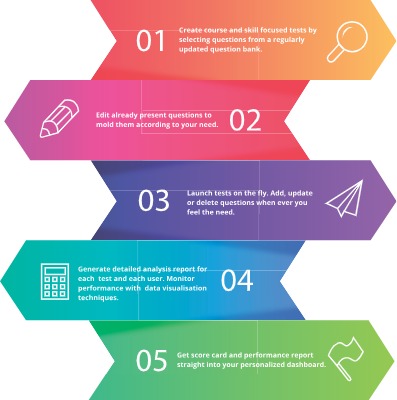 01
Create course and skill focused tests by
selecting questions from a regularly
updated question bank.
Edit already present questions to
mold them according to your need.
02
03
Launch tests on the fly. Add, update
or delete questions when ever you
feel the need.
Generate detailed analysis report for
each test and each user. Monitor
performance with data visualisation
techniques.
04
05
Get score card and performance report
straight into your personalized dashboard.